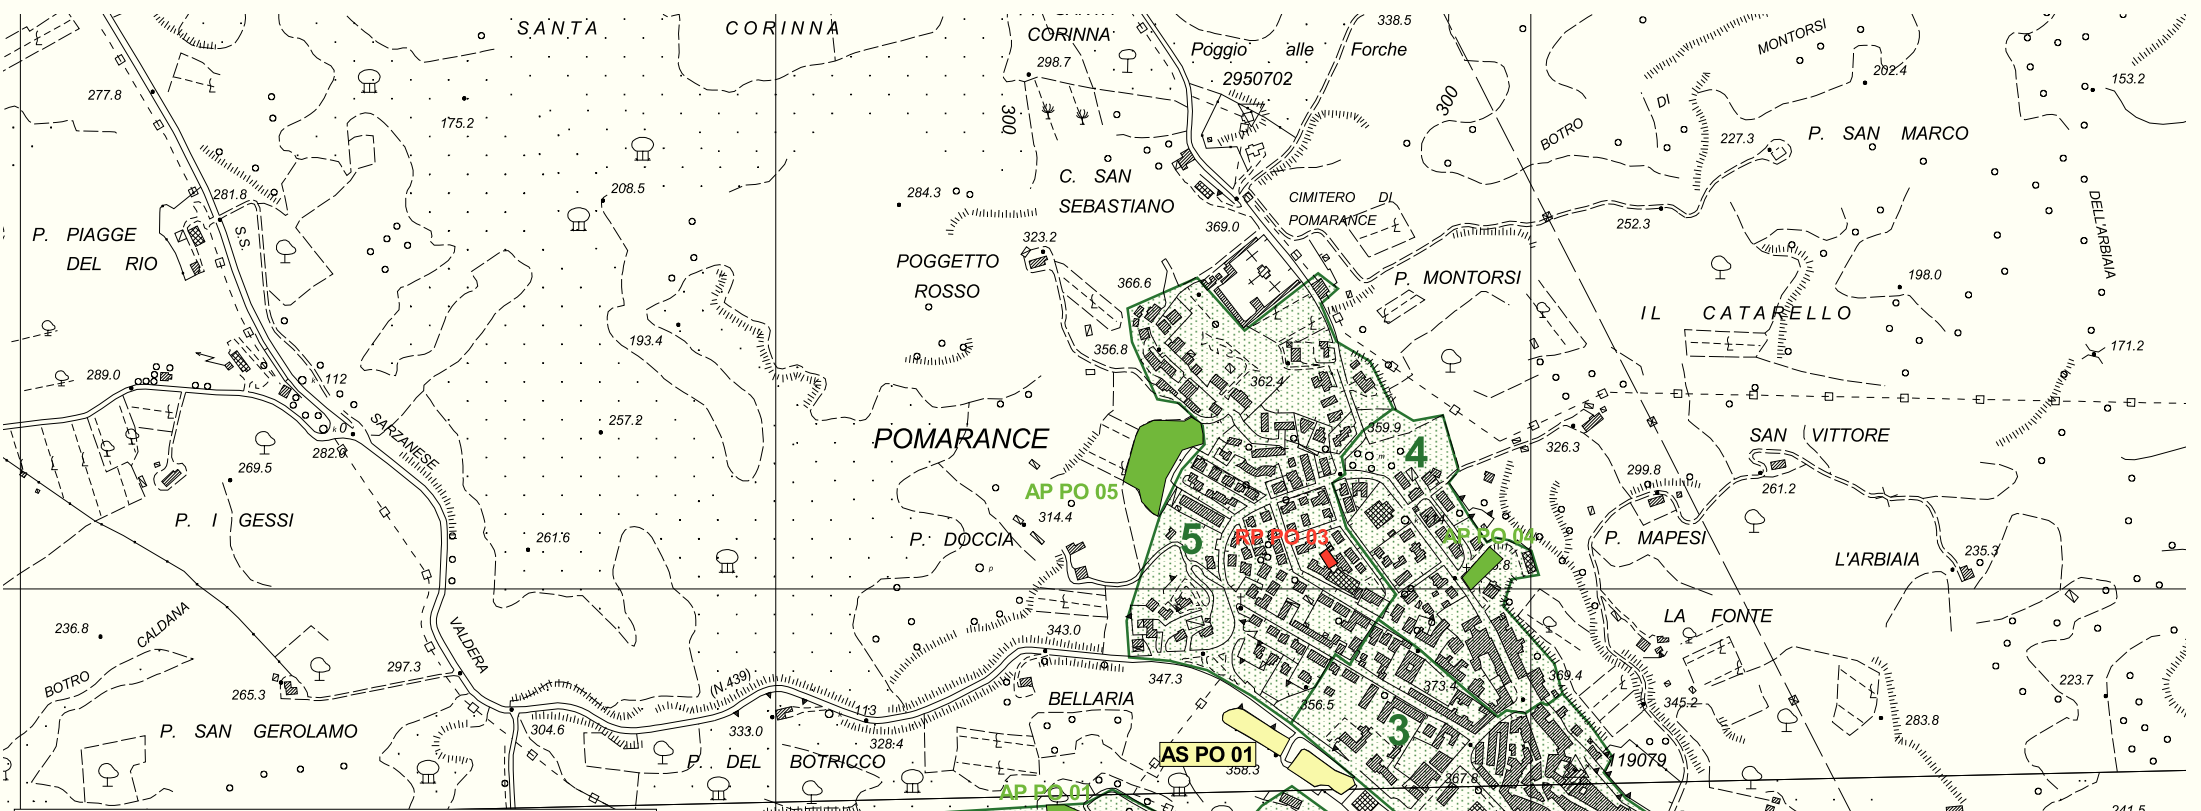 SANTA CORINNA
CORINNA
298.7
Poggio alle Forche
2950702
338.5
MONTORSI
202.4
153.2
277.8
175.2
300
300
DI
BOTRO
227.3
P. SAN MARCO
281.8
208.5
284.3
C. SAN
SEBASTIANO
CIMITERO DI
POMARANCE
369.0
252.3
DELL'ARBIAIA
P. PIAGGE
DEL RIO
S.S.
323.2
POGGETTO
ROSSO
366.6
P. MONTORSI
198.0
IL CATARELLO
193.4
356.8
171.2
289.0
112
362.4
k 0
282.0
SARZANESE
257.2
POMARANCE
359.9
4
326.3
SAN VITTORE
269.5
299.8
261.2
AP PO 05
314.4
P. I GESSI
261.6
P. DOCCIA
5
RP PO 03
AP PO 04
P. MAPESI
L'ARBIAIA
235.3
p
236.8
CALDANA
BOTRO
VALDERA
343.0
LA FONTE
297.3
265.3
(N.439)
347.3
BELLARIA
373.4
369.4
345.2
223.7
356.5
3
113
P. SAN GEROLAMO
304.6
333.0
328.4
283.8
P. DEL BOTRICCO
AS PO 01
358.3
367.8
19079
AP PO 01
241.5